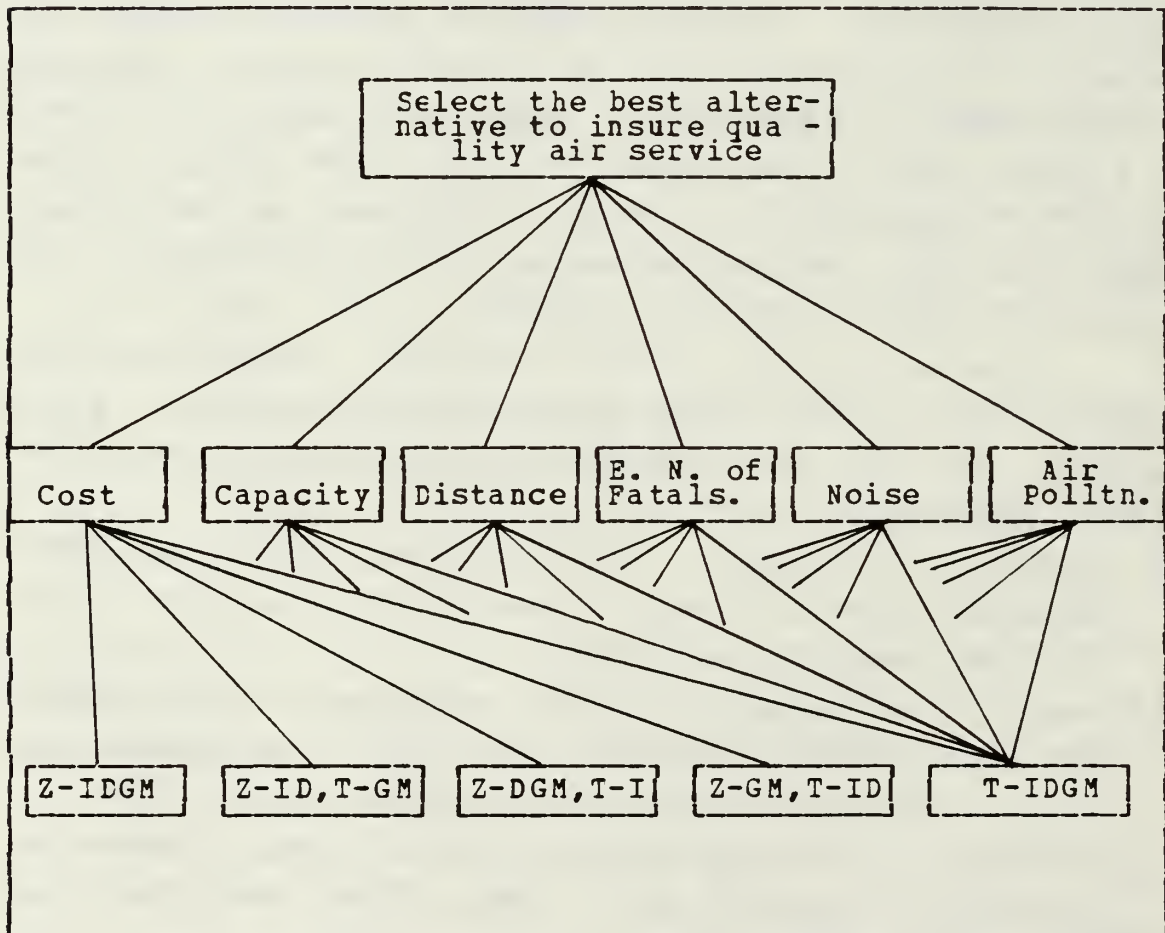 Select the best alter-
native to insure qua -
lity air service
Cost
Capacity
Distance
E. N. of
Fatals.
Noise
Air
Polltn.
Z-IDGM
Z-ID,T-GM
Z-DGM,T-I
Z-GM,T-ID
T-IDGM